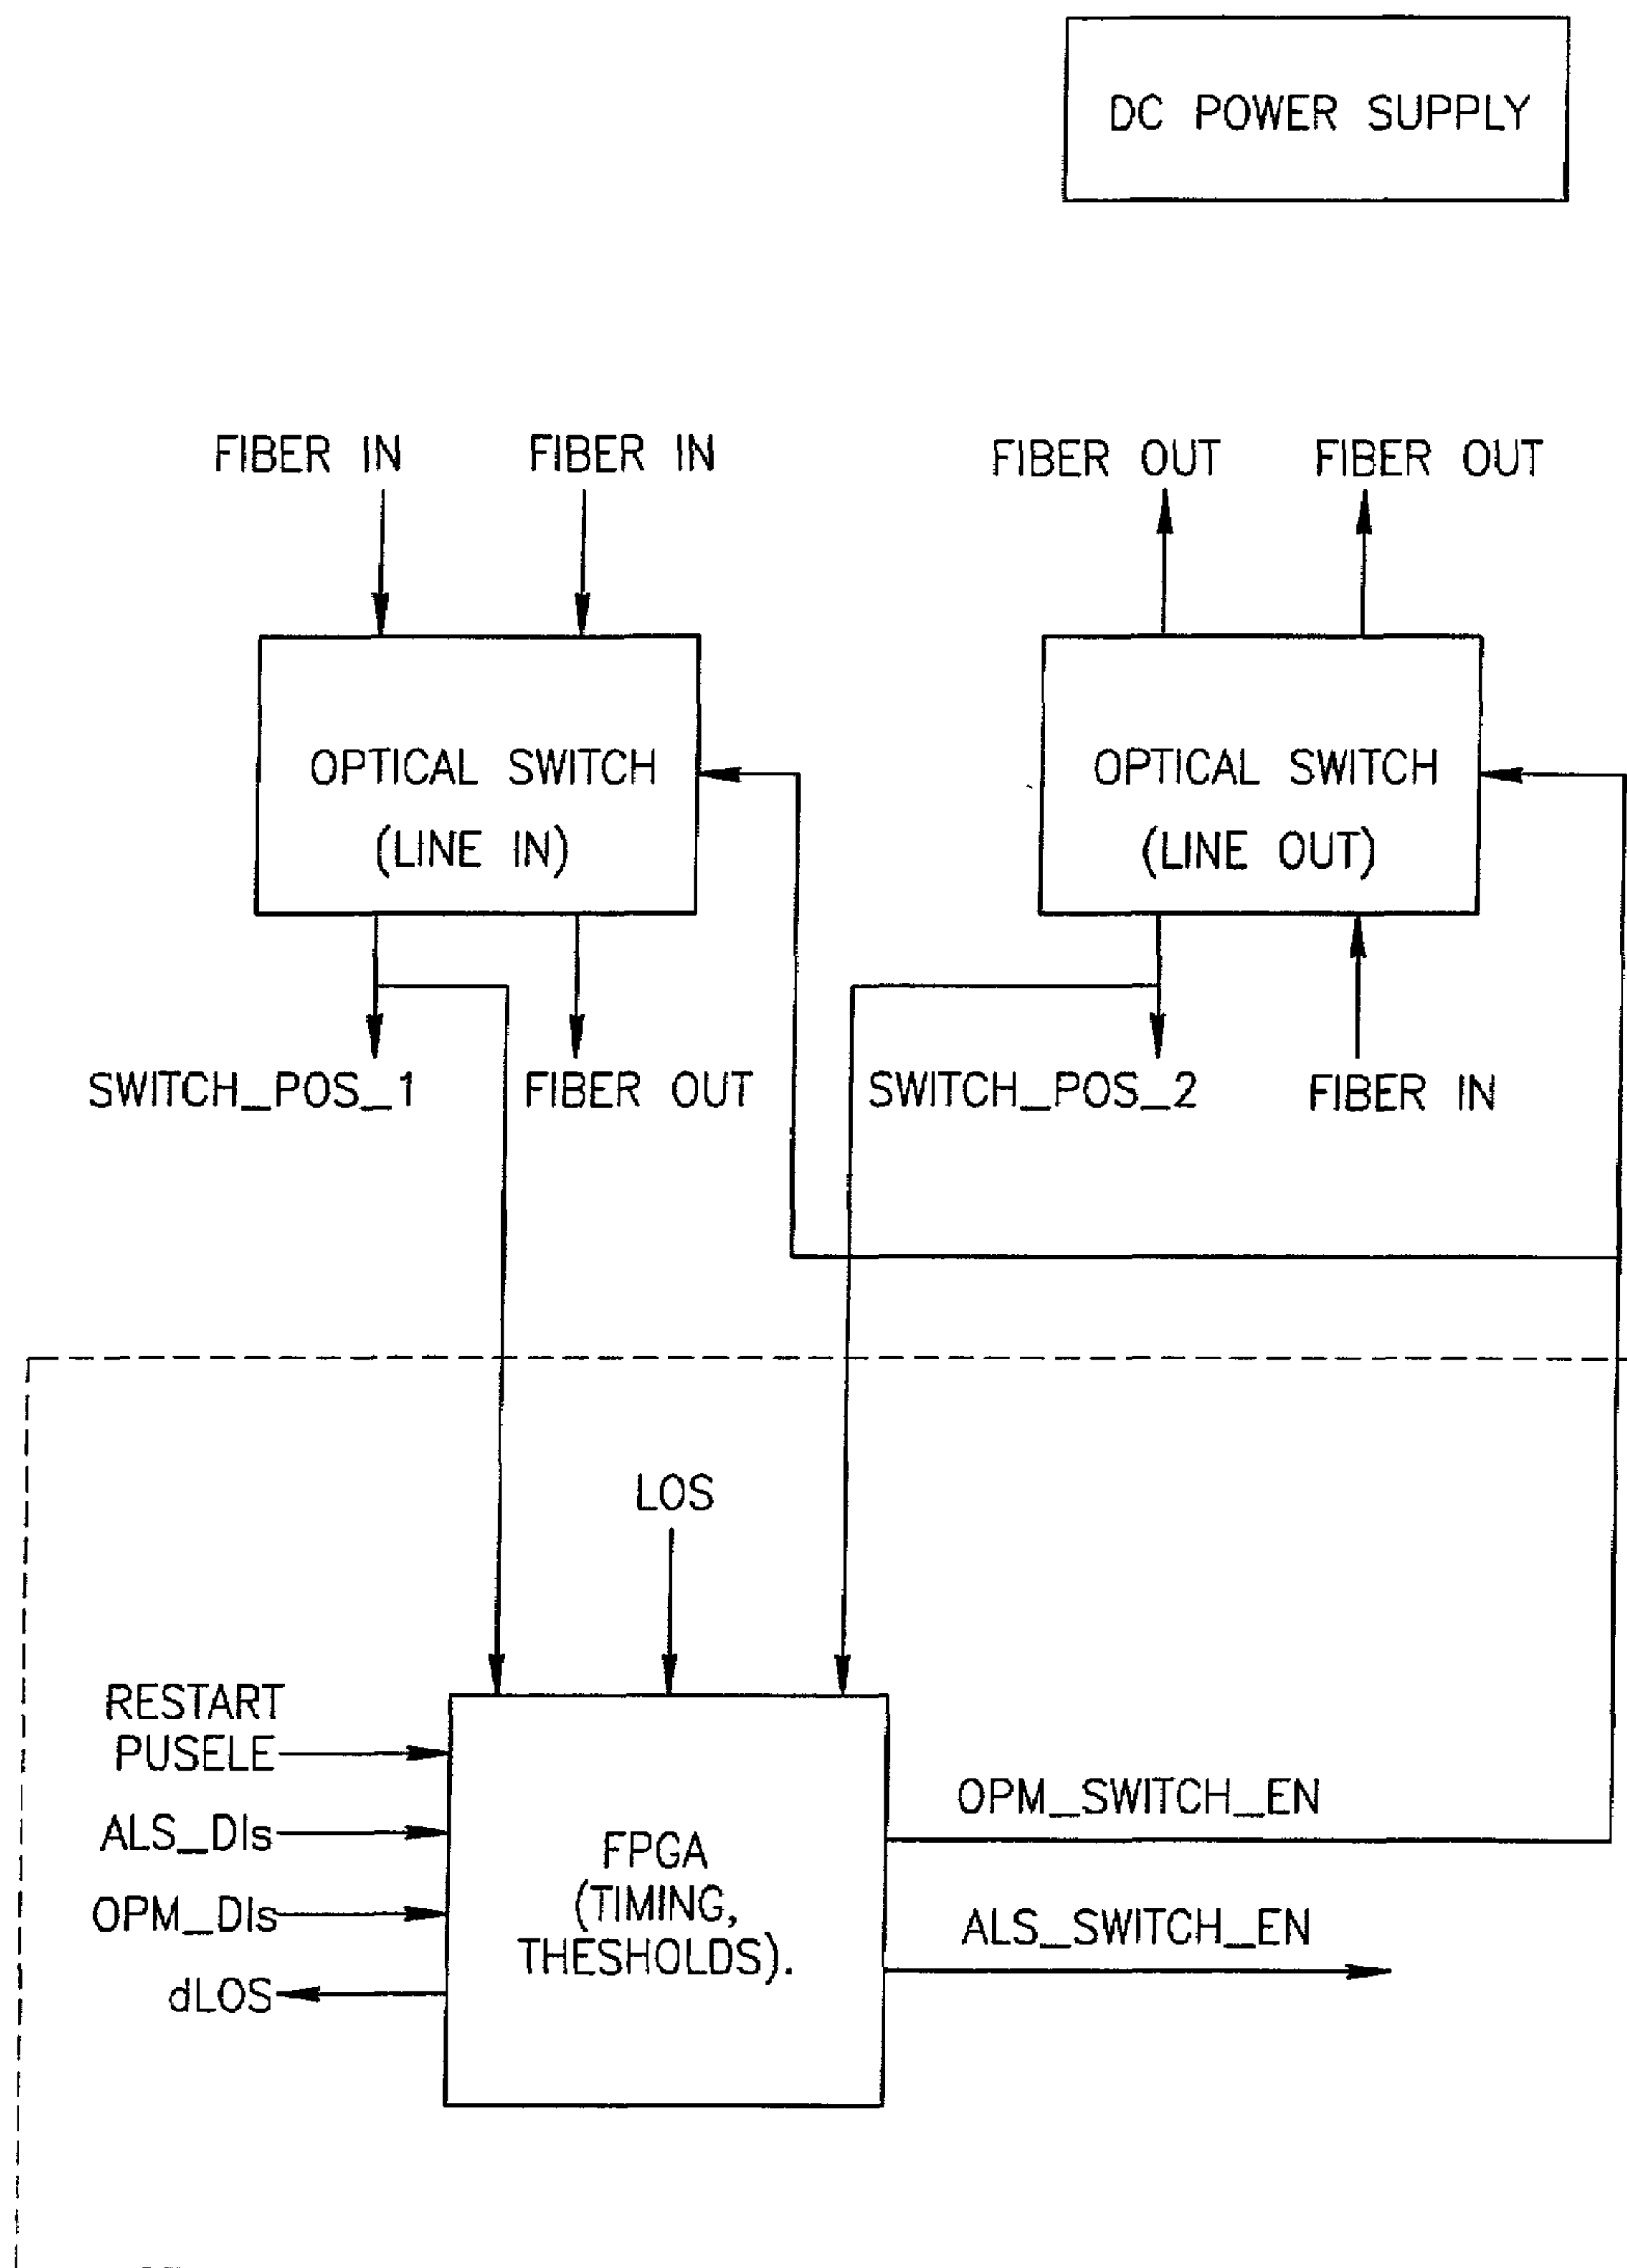 DC POWER SUPPLY
FIBER IN
FIBER IN
FIBER OUT
FIBER OUT
OPTICAL SWITCH
(LINE IN)
OPTICAL SWITCH
(LINE OUT)
SWITCH_POS_1
FIBER OUT
SWITCH_POS_2
FIBER IN
LOS
RESTART
PUSELE
ALS_DIs
OPM_DIs
dLOS
FPGA
(TIMING,
THESHOLDS).
OPM_SWITCH_EN
ALS_SWITCH_EN